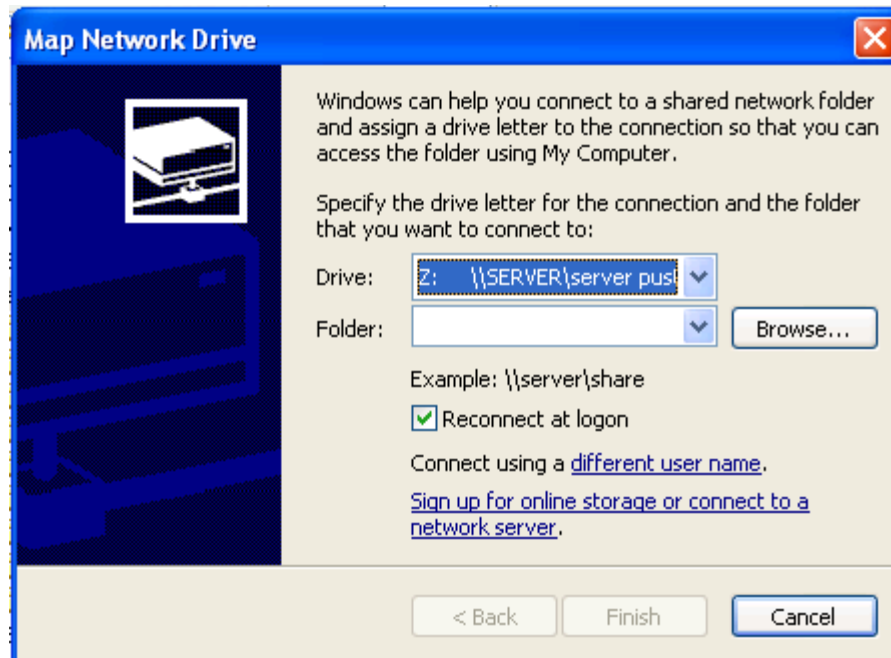 Map Network Drive
Windows can help you connect to a shared network folder
and assign a drive letter to the connection so that you can
access the folder using My Computer.
Specify the drive letter for the connection and the folder
that you want to connect to:
Drive: Z: \\SERVER\server pus
Folder: Browse...
Example: \\server\share
Reconnect at logon
Connect using a different user name.
Sign up for online storage or connect to a
network server.
< Back Finish Cancel